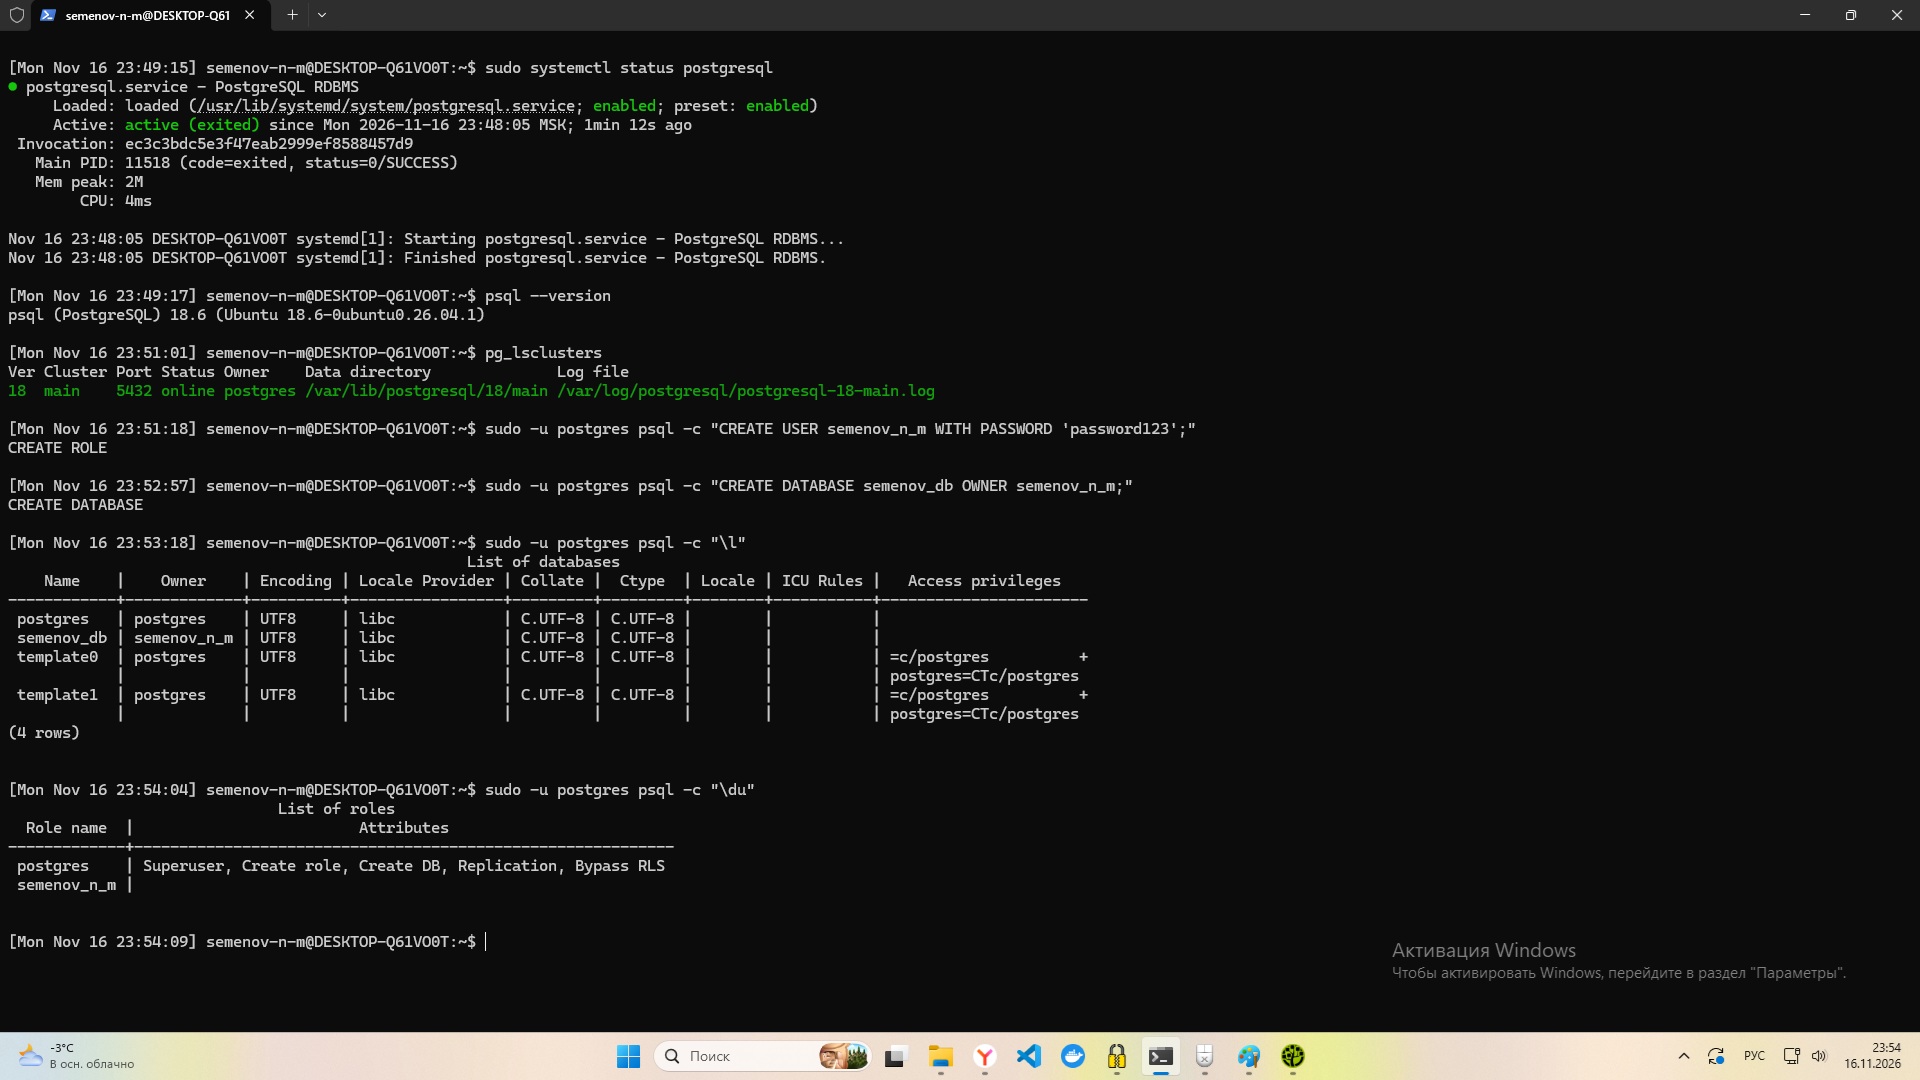 semenov-n-m@DESKTOP-Q61
[Mon Nov 16 23:49:15] semenov-n-m@DESKTOP-Q61VO0T:~$ sudo systemctl status postgresql
● postgresql.service - PostgreSQL RDBMS
Loaded: loaded (/usr/lib/systemd/system/postgresql.service; enabled; preset: enabled)
Active: active (exited) since Mon 2026-11-16 23:48:05 MSK; 1min 12s ago
Invocation: ec3c3bdc5e3f47eab2999ef8588457d9
Main PID: 11518 (code=exited, status=0/SUCCESS)
Mem peak: 2M
CPU: 4ms
Nov 16 23:48:05 DESKTOP-Q61VO0T systemd[1]: Starting postgresql.service - PostgreSQL RDBMS...
Nov 16 23:48:05 DESKTOP-Q61VO0T systemd[1]: Finished postgresql.service - PostgreSQL RDBMS.
[Mon Nov 16 23:49:17] semenov-n-m@DESKTOP-Q61VO0T:~$ psql --version
psql (PostgreSQL) 18.6 (Ubuntu 18.6-0ubuntu0.26.04.1)
[Mon Nov 16 23:51:01] semenov-n-m@DESKTOP-Q61VO0T:~$ pg_lsclusters
Ver Cluster Port Status Owner    Data directory              Log file
18  main    5432 online postgres /var/lib/postgresql/18/main /var/log/postgresql/postgresql-18-main.log
[Mon Nov 16 23:51:18] semenov-n-m@DESKTOP-Q61VO0T:~$ sudo -u postgres psql -c "CREATE USER semenov_n_m WITH PASSWORD 'password123';"
CREATE ROLE
[Mon Nov 16 23:52:57] semenov-n-m@DESKTOP-Q61VO0T:~$ sudo -u postgres psql -c "CREATE DATABASE semenov_db OWNER semenov_n_m;"
CREATE DATABASE
[Mon Nov 16 23:53:18] semenov-n-m@DESKTOP-Q61VO0T:~$ sudo -u postgres psql -c "\l"
List of databases
Name | Owner | Encoding | Locale Provider | Collate | Ctype | Locale | ICU Rules | Access privileges
------------+-------------+----------+-----------------+---------+---------+--------+-----------+-----------------------
postgres | postgres | UTF8 | libc | C.UTF-8 | C.UTF-8 | | |
semenov_db | semenov_n_m | UTF8 | libc | C.UTF-8 | C.UTF-8 | | |
template0 | postgres | UTF8 | libc | C.UTF-8 | C.UTF-8 | | | =c/postgres +
| | | | | | | | postgres=CTc/postgres
template1 | postgres | UTF8 | libc | C.UTF-8 | C.UTF-8 | | | =c/postgres +
| | | | | | | | postgres=CTc/postgres
(4 rows)
[Mon Nov 16 23:54:04] semenov-n-m@DESKTOP-Q61VO0T:~$ sudo -u postgres psql -c "\du"
List of roles
Role name | Attributes
-------------+------------------------------------------------------------
postgres | Superuser, Create role, Create DB, Replication, Bypass RLS
semenov_n_m |
[Mon Nov 16 23:54:09] semenov-n-m@DESKTOP-Q61VO0T:~$
Активация Windows
Чтобы активировать Windows, перейдите в раздел "Параметры".
-3°C
В осн. облачно
Поиск
РУС
23:54
16.11.2026